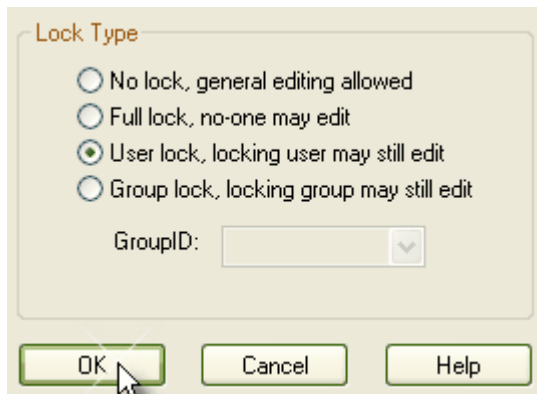 Lock Type
No lock, general editing allowed
Full lock, no-one may edit
User lock, locking user may still edit
Group lock, locking group may still edit
GroupID:
OK Cancel Help